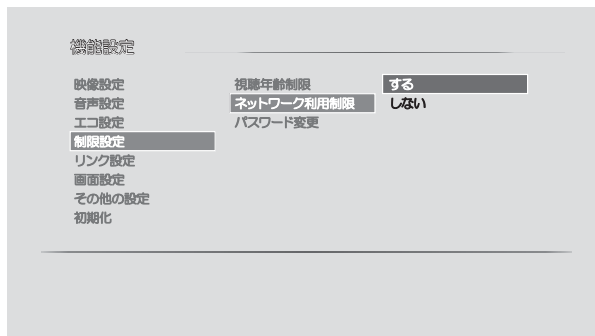 機能設定
映像設定
音声設定
エコ設定
制限設定
リンク設定
画面設定
その他の設定
初期化
視聴年齢制限
ネットワーク利用制限
パスワード変更
する
しない